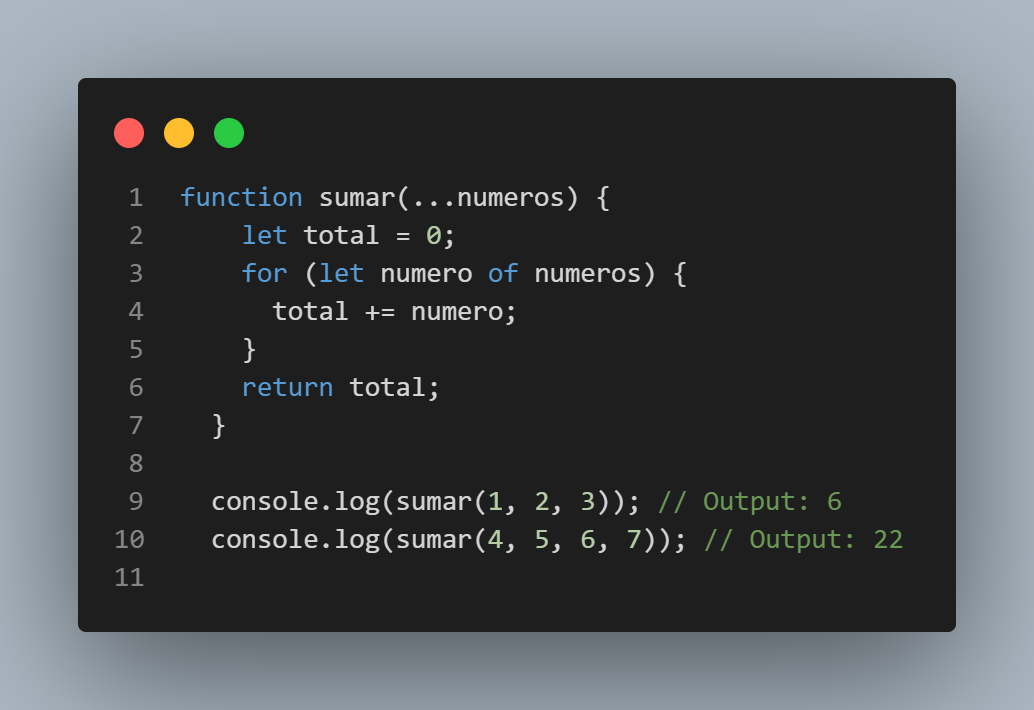 1 function sumar(...numeros) {
2     let total = 0;
3     for (let numero of numeros) {
4       total += numero;
5     }
6     return total;
7   }
8
9   console.log(sumar(1, 2, 3)); // Output: 6
10   console.log(sumar(4, 5, 6, 7)); // Output: 22
11